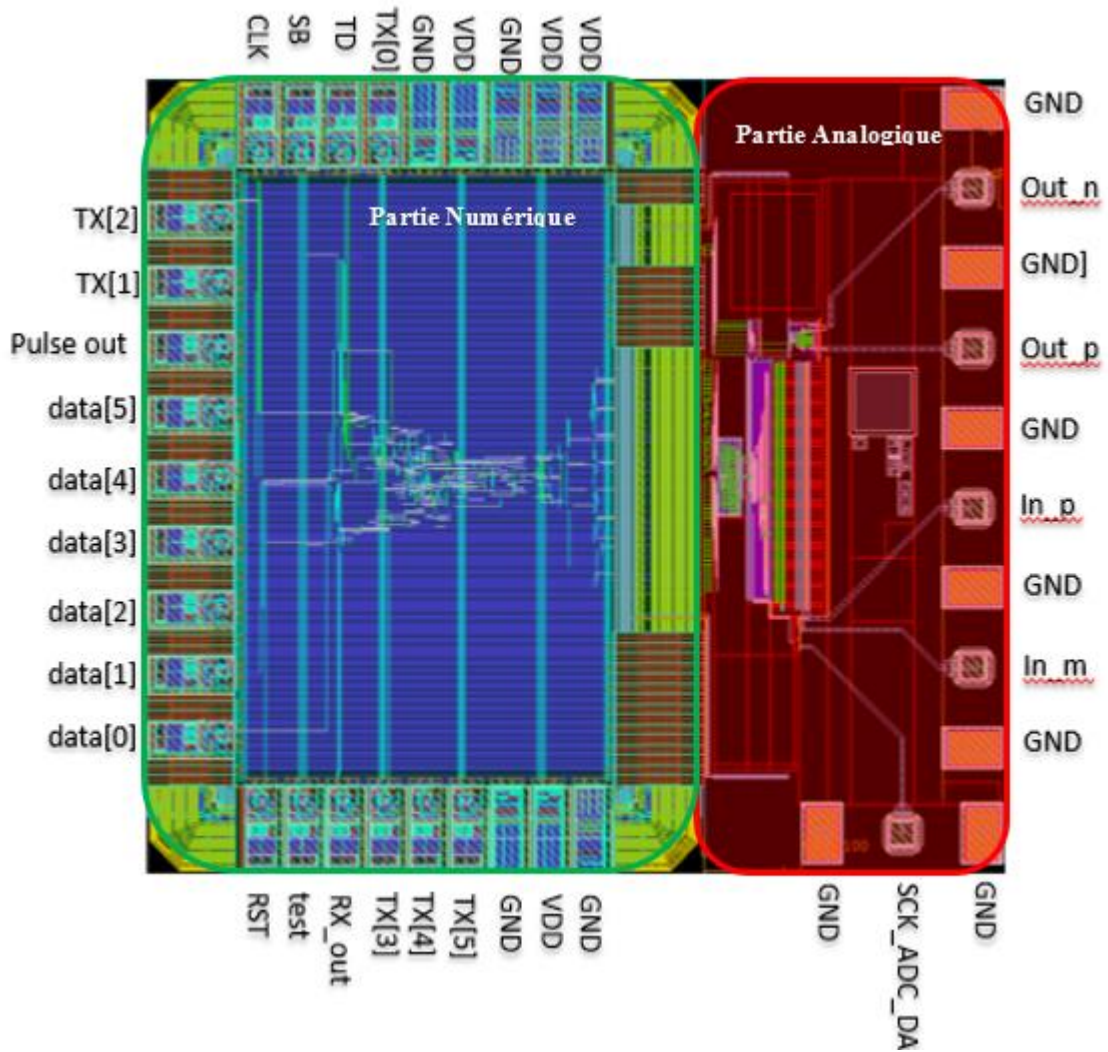 CLK
SB
TD
TX[0]
GND
VDD
GND
VDD
VDD
Partie Analogique
Partie Numérique
TX[2]
TX[1]
Pulse out
data[5]
data[4]
data[3]
data[2]
data[1]
data[0]
GND
Out_n
GND]
Out_p
GND
In_p
GND
In_m
GND
100
RST
test
RX_out
TX[3]
TX[4]
TX[5]
GND
VDD
GND
GND
SCK_ADC_DA
GND